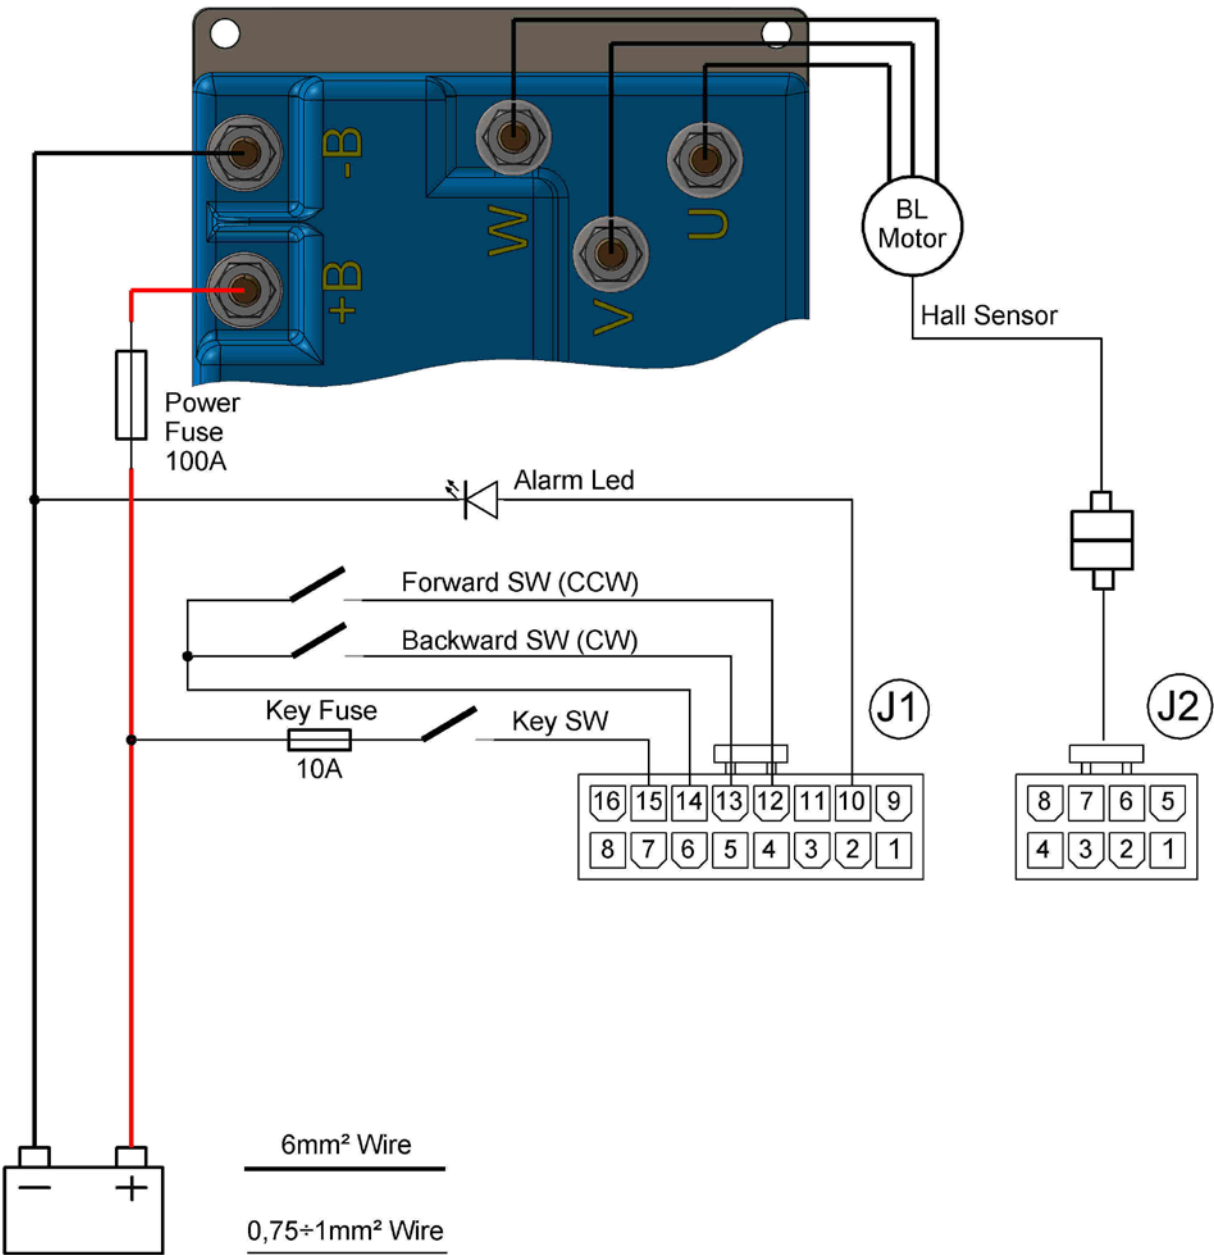 -B
W
U
V
+B
BL
Motor
Hall Sensor
Power
Fuse
100A
Alarm Led
Forward SW (CCW)
Backward SW (CW)
Key Fuse
10A
Key SW
J1
J2
16 15 14 13 12 11 10 9
8 7 6 5 4 3 2 1
8 7 6 5
4 3 2 1
6mm² Wire
0,75÷1mm² Wire
− +